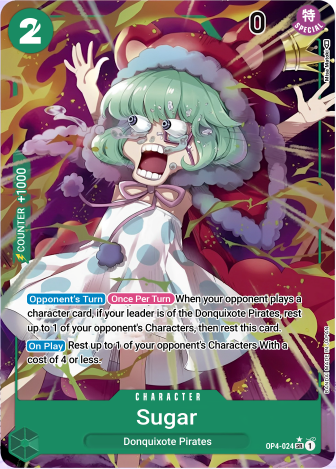 2
0
特
SPECIAL
COUNTER +1000
Opponent's Turn Once Per Turn When your opponent plays a
character card, if your leader is of the Donquixote Pirates, rest
up to 1 of your opponent's Characters, then rest this card.
On Play Rest up to 1 of your opponent's Characters With a
cost of 4 or less.
CHARACTER
Sugar
Donquixote Pirates
OP4-024 SR 1